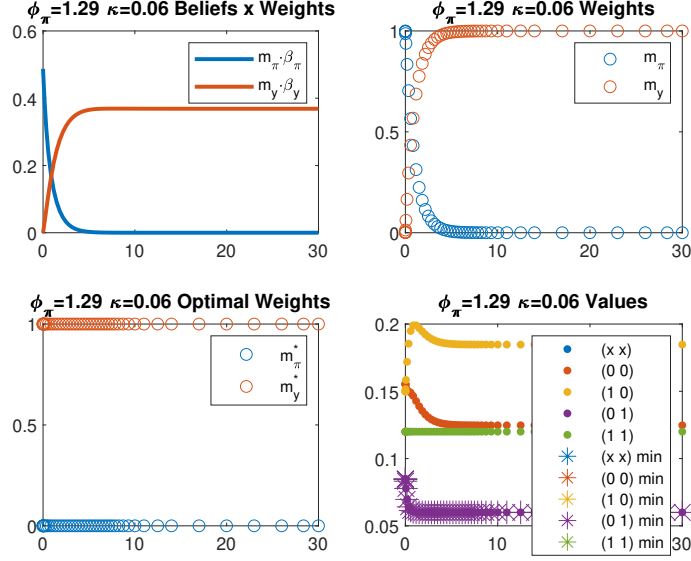 ϕπ=1.29 κ=0.06 Beliefs x Weights
0.6
0.4
0.2
0
0 10 20 30
mπ·βπ
my·βy
ϕπ=1.29 κ=0.06 Weights
1
0.5
0
0 10 20 30
mπ
my
ϕπ=1.29 κ=0.06 Optimal Weights
1
0.5
0
0 10 20 30
m*π
m*y
ϕπ=1.29 κ=0.06 Values
0.2
0.15
0.1
0.05
0 10 20 30
(x x)
(0 0)
(1 0)
(0 1)
(1 1)
(x x) min
(0 0) min
(1 0) min
(0 1) min
(1 1) min